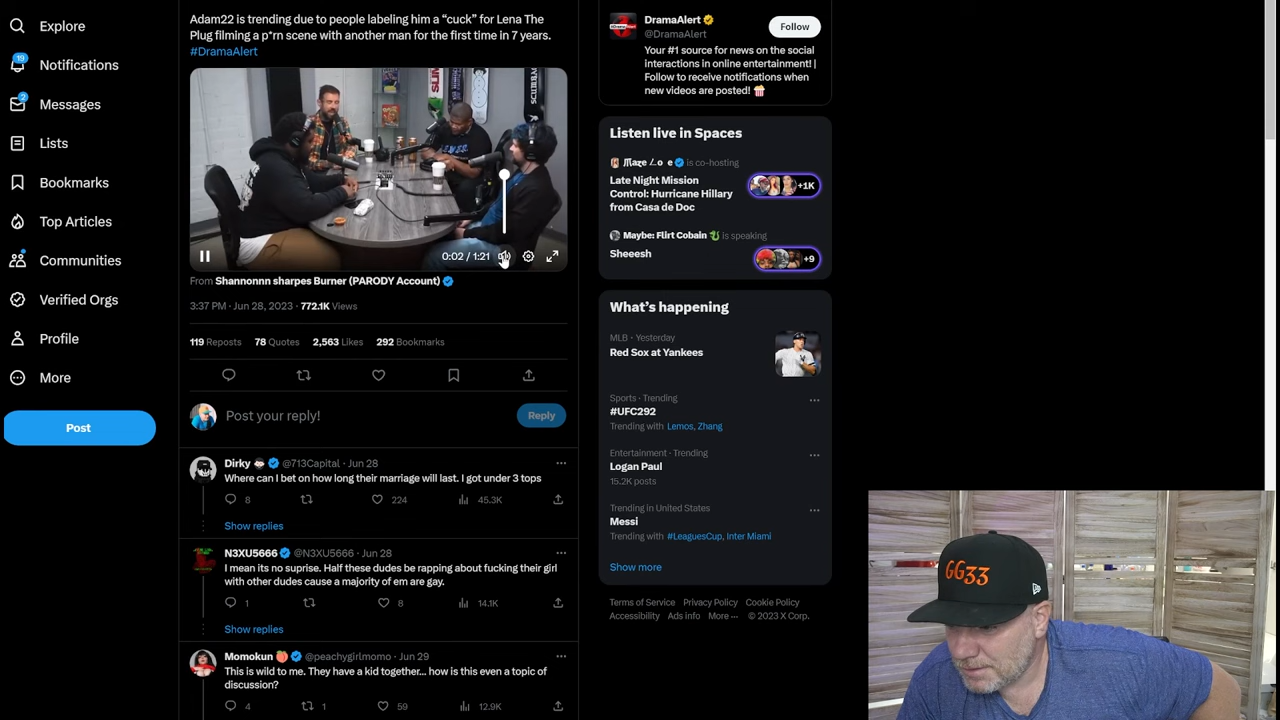 Explore
19
Notifications
2
Messages
Lists
Bookmarks
Top Articles
Communities
Verified Orgs
Profile
More
Post
Adam22 is trending due to people labeling him a “cuck” for Lena The
Plug filming a p*rn scene with another man for the first time in 7 years.
#DramaAlert
0:02 / 1:21
From Shannonnn sharpes Burner (PARODY Account)
3:37 PM · Jun 28, 2023 · 772.1K Views
119 Reposts 78 Quotes 2,563 Likes 292 Bookmarks
Post your reply!
Reply
Dirky @713Capital · Jun 28
Where can I bet on how long their marriage will last. I got under 3 tops
8 224 45.3K
Show replies
N3XU5666 @N3XU5666 · Jun 28
I mean its no suprise. Half these dudes be rapping about fucking their girl
with other dudes cause a majority of em are gay.
1 8 14.1K
Show replies
Momokun @peachygirlmomo · Jun 29
This is wild to me. They have a kid together... how is this even a topic of
discussion?
4 1 59 12.9K
DramaAlert
@DramaAlert
Follow
Your #1 source for news on the social
interactions in online entertainment! |
Follow to receive notifications when
new videos are posted!
Listen live in Spaces
is co-hosting
Late Night Mission
Control: Hurricane Hillary
from Casa de Doc
+1K
Maybe: Flirt Cobain is speaking
Sheeesh
+9
What’s happening
MLB · Yesterday
Red Sox at Yankees
Sports · Trending
#UFC292
Trending with Lemos, Zhang
Entertainment · Trending
Logan Paul
15.2K posts
Trending in United States
Messi
Trending with #LeaguesCup, Inter Miami
Show more
Terms of Service Privacy Policy Cookie Policy
Accessibility Ads info More ··· © 2023 X Corp.
GG33